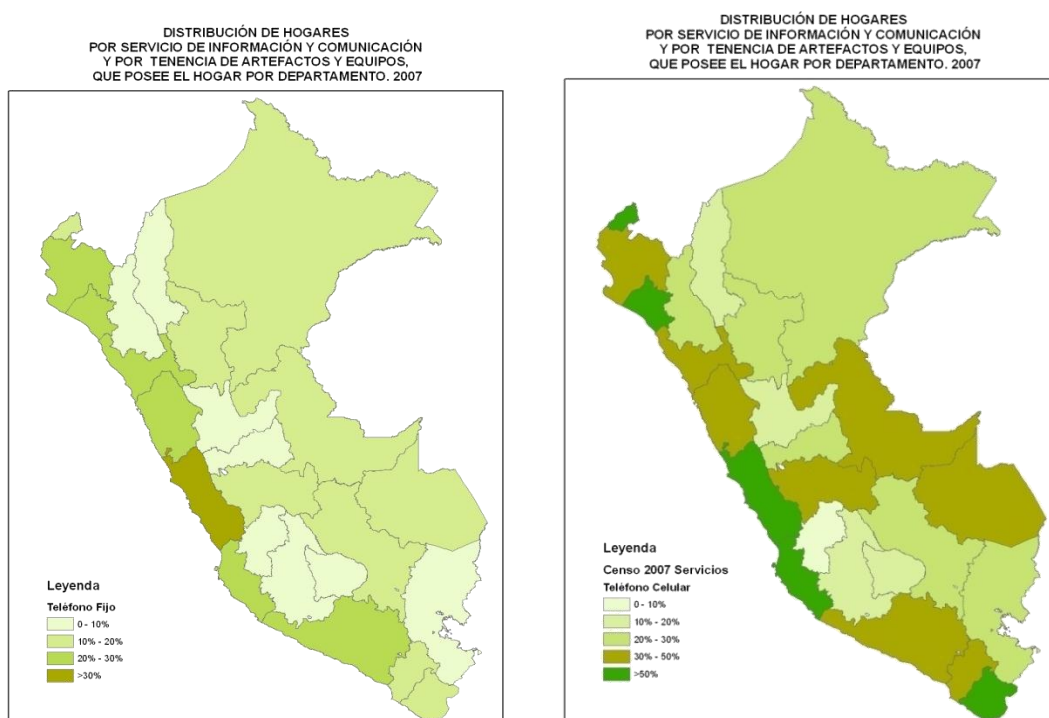 DISTRIBUCIÓN DE HOGARES
POR SERVICIO DE INFORMACIÓN Y COMUNICACIÓN
Y POR TENENCIA DE ARTEFACTOS Y EQUIPOS,
QUE POSEE EL HOGAR POR DEPARTAMENTO. 2007
Leyenda
Teléfono Fijo
0 - 10%
10% - 20%
20% - 30%
>30%
DISTRIBUCIÓN DE HOGARES
POR SERVICIO DE INFORMACIÓN Y COMUNICACIÓN
Y POR TENENCIA DE ARTEFACTOS Y EQUIPOS,
QUE POSEE EL HOGAR POR DEPARTAMENTO. 2007
Leyenda
Censo 2007 Servicios
Teléfono Celular
0 - 10%
10% - 20%
20% - 30%
30% - 50%
>50%